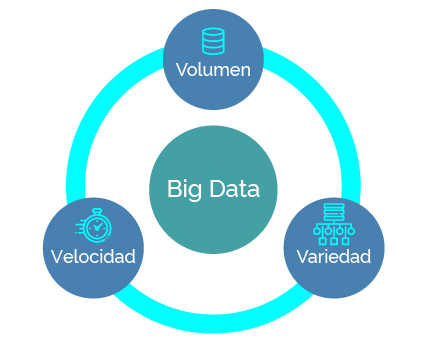 Volumen
Big Data
Velocidad
Variedad